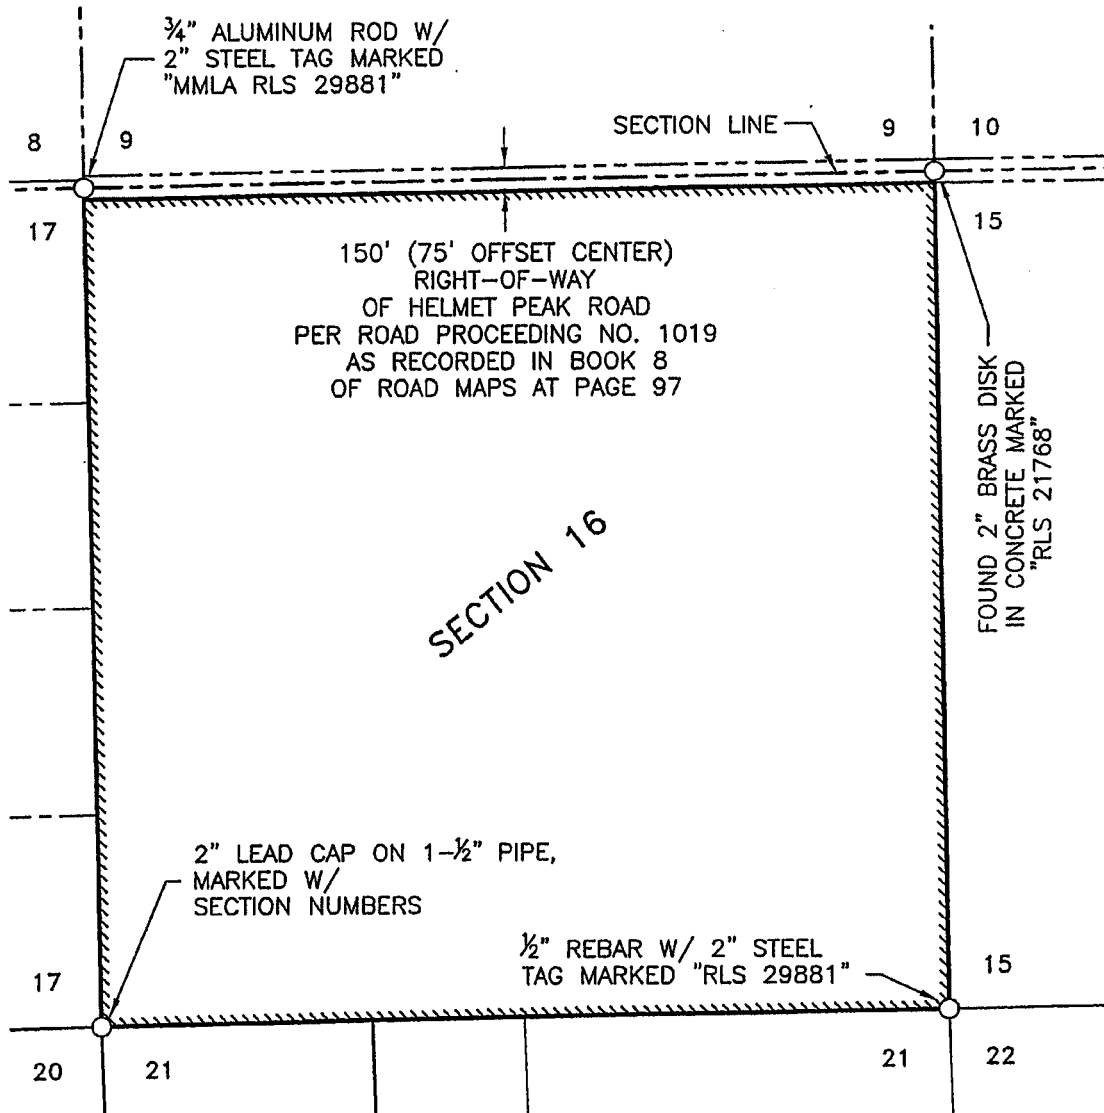 ¾" ALUMINUM ROD W/
2" STEEL TAG MARKED
"MMLA RLS 29881"
SECTION LINE
8
9
9
10
17
15
150' (75' OFFSET CENTER)
RIGHT-OF-WAY
OF HELMET PEAK ROAD
PER ROAD PROCEEDING NO. 1019
AS RECORDED IN BOOK 8
OF ROAD MAPS AT PAGE 97
FOUND 2" BRASS DISK
IN CONCRETE MARKED
"RLS 21768"
SECTION 16
2" LEAD CAP ON 1-½" PIPE,
MARKED W/
SECTION NUMBERS
½" REBAR W/ 2" STEEL
TAG MARKED "RLS 29881"
17
15
20
21
21
22